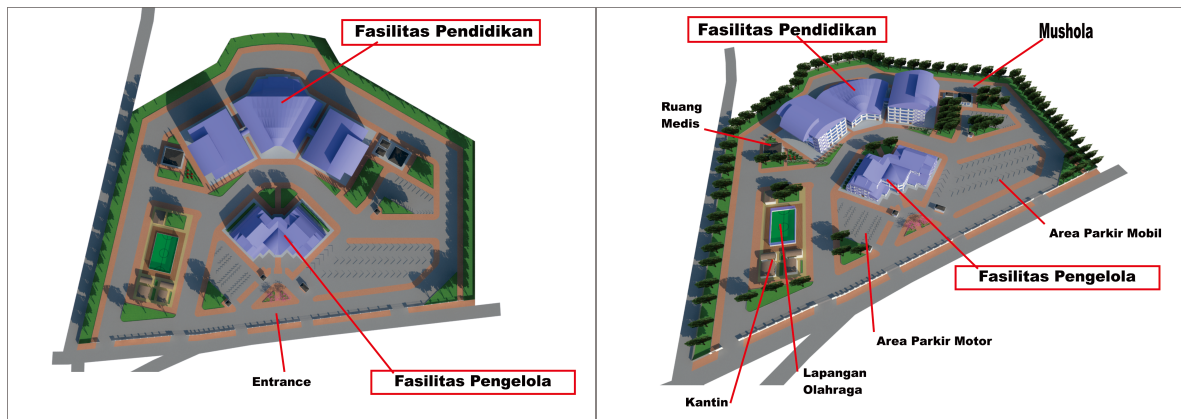 Fasilitas Pendidikan
Entrance
Fasilitas Pengelola
Fasilitas Pendidikan
Mushola
Ruang
Medis
Area Parkir Mobil
Fasilitas Pengelola
Area Parkir Motor
Lapangan
Olahraga
Kantin